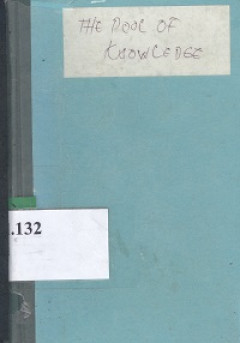 THE POOL OF
KNOWLEDGE
.132